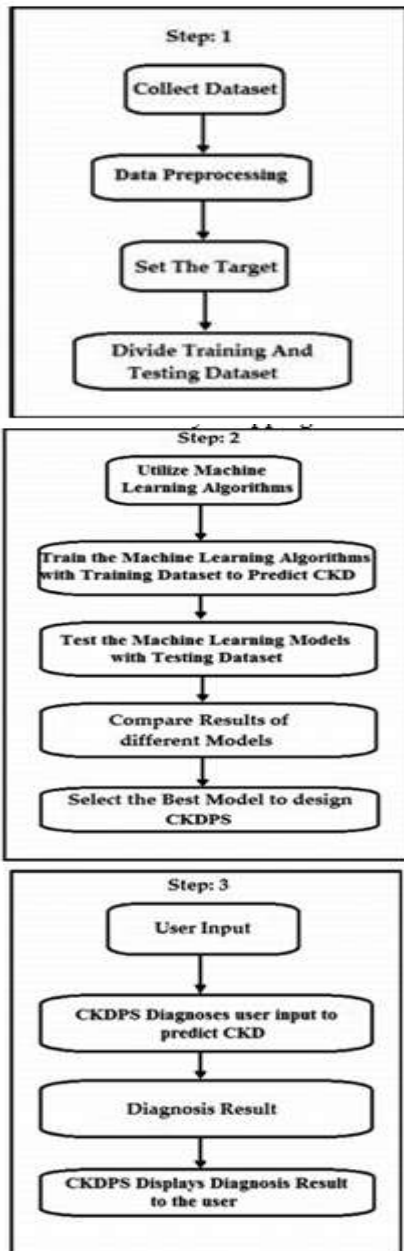 Step: 1
Collect Dataset
Data Preprocessing
Set The Target
Divide Training And
Testing Dataset
Step: 2
Utilize Machine
Learning Algorithms
Train the Machine Learning Algorithms
with Training Dataset to Predict CKD
Test the Machine Learning Models
with Testing Dataset
Compare Results of
different Models
Select the Best Model to design
CKDPS
Step: 3
User Input
CKDPS Diagnoses user input to
predict CKD
Diagnosis Result
CKDPS Displays Diagnosis Result
to the user